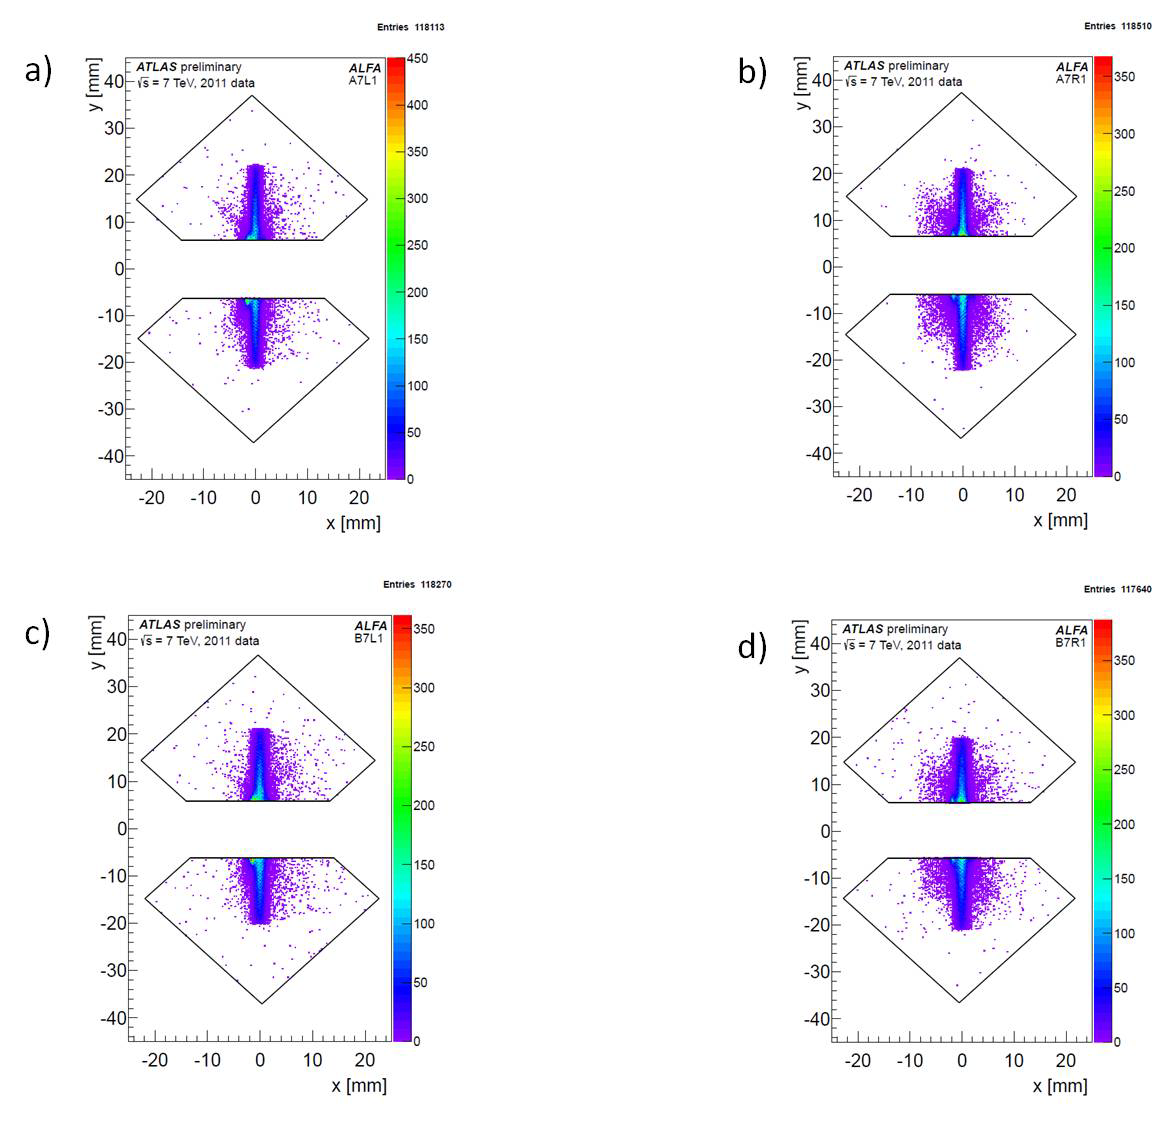 a)
Entries 118113
ATLAS preliminary
√s = 7 TeV, 2011 data
ALFA
A7L1
y [mm]
40
30
20
10
0
-10
-20
-30
-40
-20 -10 0 10 20
x [mm]
450
400
350
300
250
200
150
100
50
0
b)
Entries 118510
ATLAS preliminary
√s = 7 TeV, 2011 data
ALFA
A7R1
y [mm]
40
30
20
10
0
-10
-20
-30
-40
-20 -10 0 10 20
x [mm]
350
300
250
200
150
100
50
0
c)
Entries 118270
ATLAS preliminary
√s = 7 TeV, 2011 data
ALFA
B7L1
y [mm]
40
30
20
10
0
-10
-20
-30
-40
-20 -10 0 10 20
x [mm]
350
300
250
200
150
100
50
0
d)
Entries 117640
ATLAS preliminary
√s = 7 TeV, 2011 data
ALFA
B7R1
y [mm]
40
30
20
10
0
-10
-20
-30
-40
-20 -10 0 10 20
x [mm]
350
300
250
200
150
100
50
0